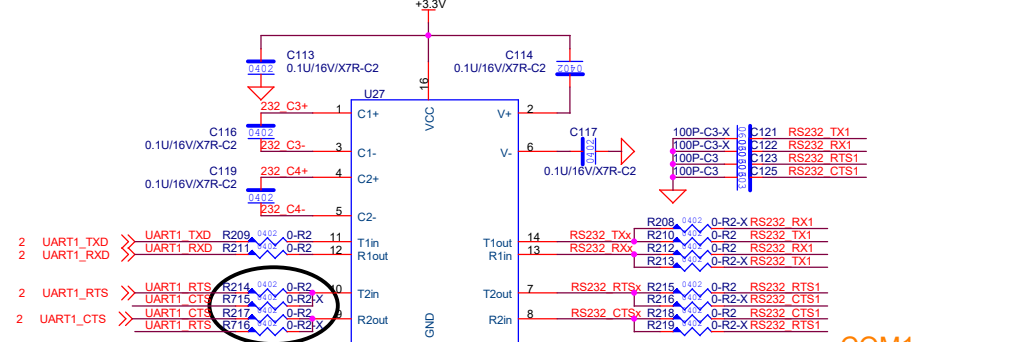 +3.3V
C113
0402
0.1U/16V/X7R-C2
C114
0402
0.1U/16V/X7R-C2
U27
16
VCC
232_C3+
1
C1+
V+
2
C116
0402
0.1U/16V/X7R-C2
232_C3-
3
C1-
V-
6
C117
0402
0.1U/16V/X7R-C2
232_C4+
4
C2+
C119
0402
0.1U/16V/X7R-C2
232_C4-
5
C2-
100P-C3-X C121 RS232_TX1
100P-C3-X C122 RS232_RX1
100P-C3 C123 RS232_RTS1
100P-C3 C125 RS232_CTS1
2 UART1_TXD UART1_TXD R209 0402 0-R2 11 T1in
2 UART1_RXD UART1_RXD R211 0402 0-R2 12 R1out
2 UART1_RTS UART1_RTS R214 0402 0-R2 10 T2in
UART1_CTS R715 0402 0-R2-X
2 UART1_CTS UART1_CTS R217 0402 0-R2 9 R2out
UART1_RTS R716 0402 0-R2-X
GND
R208 0402 0-R2-X RS232_RX1
T1out 14 RS232_TXx R210 0402 0-R2 RS232_TX1
R1in 13 RS232_RXx R212 0402 0-R2 RS232_RX1
R213 0402 0-R2-X RS232_TX1
T2out 7 RS232_RTSx R215 0402 0-R2 RS232_RTS1
R216 0402 0-R2-X RS232_CTS1
R2in 8 RS232_CTSx R218 0402 0-R2 RS232_CTS1
R219 0402 0-R2-X RS232_RTS1
COM1